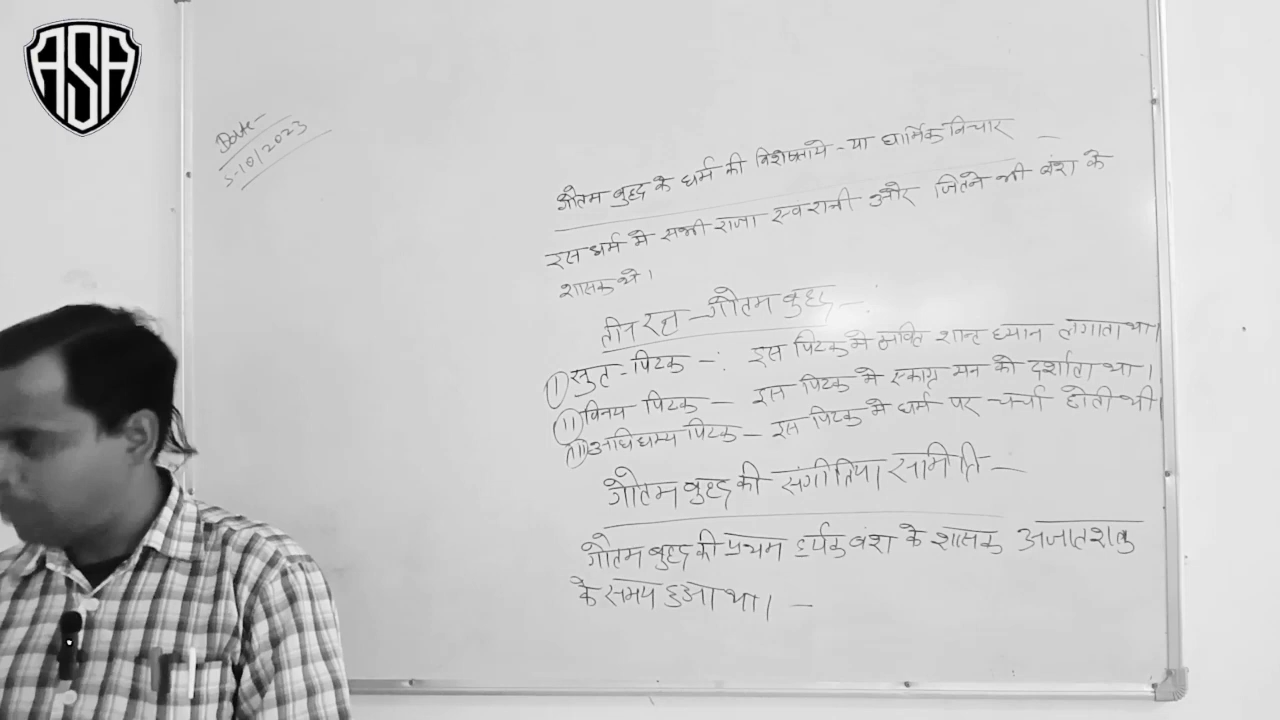 ASA
Date-
5-10/2023
गौतम बुद्ध के धर्म की विशेषताये - या धार्मिक विचार -
इस धर्म मे सभी राजा स्व रानी और जितने भी वंश के
शासक थे।
तीन रत्न - गौतम बुद्ध - :
(I) सुत - पिटक - : इस पिटक मे व्यक्ति शान्त ध्यान लगाता था।
(II) विनय पिटक - इस पिटक मे स्काग्र मन को दर्शाता था।
(III) अभिधम्य पिटक - इस पिटक मे धर्म पर चर्चा होती थी।
गौतम बुद्ध की संगीतिया समिति -
गौतम बुद्ध की प्रथम हर्यक वंश के शासक अजातशत्रु
के समय हुआ था। -